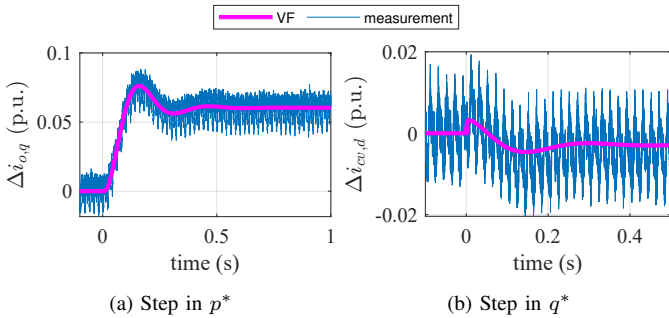 VF measurement
0.1
0.05
0
Δi_{o,q} (p.u.)
0 0.5 1
time (s)
(a) Step in p*
0.02
0
-0.02
Δi_{cv,d} (p.u.)
0 0.2 0.4
time (s)
(b) Step in q*